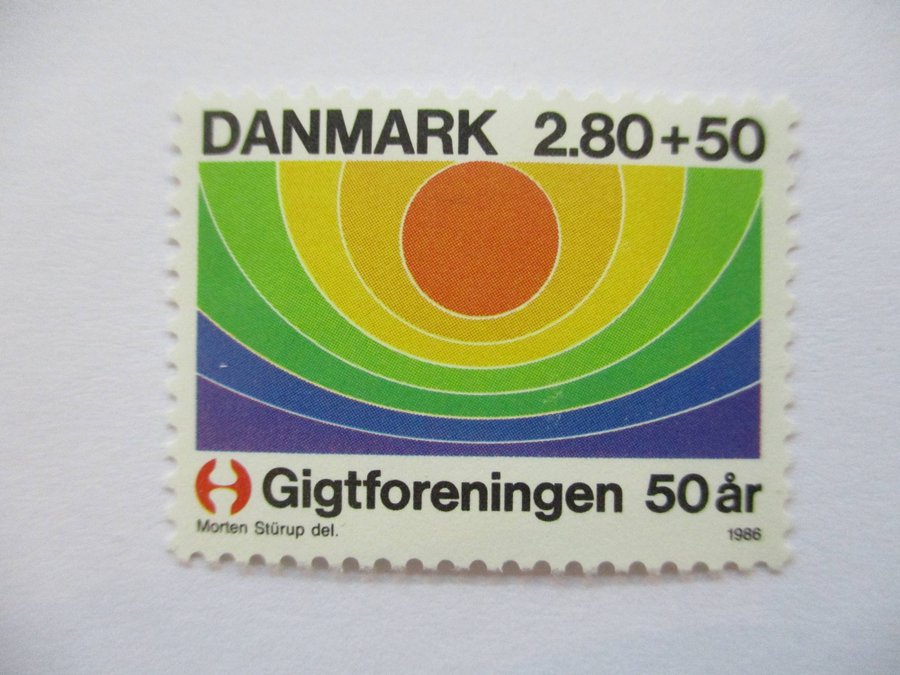 DANMARK 2.80+50
Gigtforeningen 50 år
Morten Stürup del. 1986